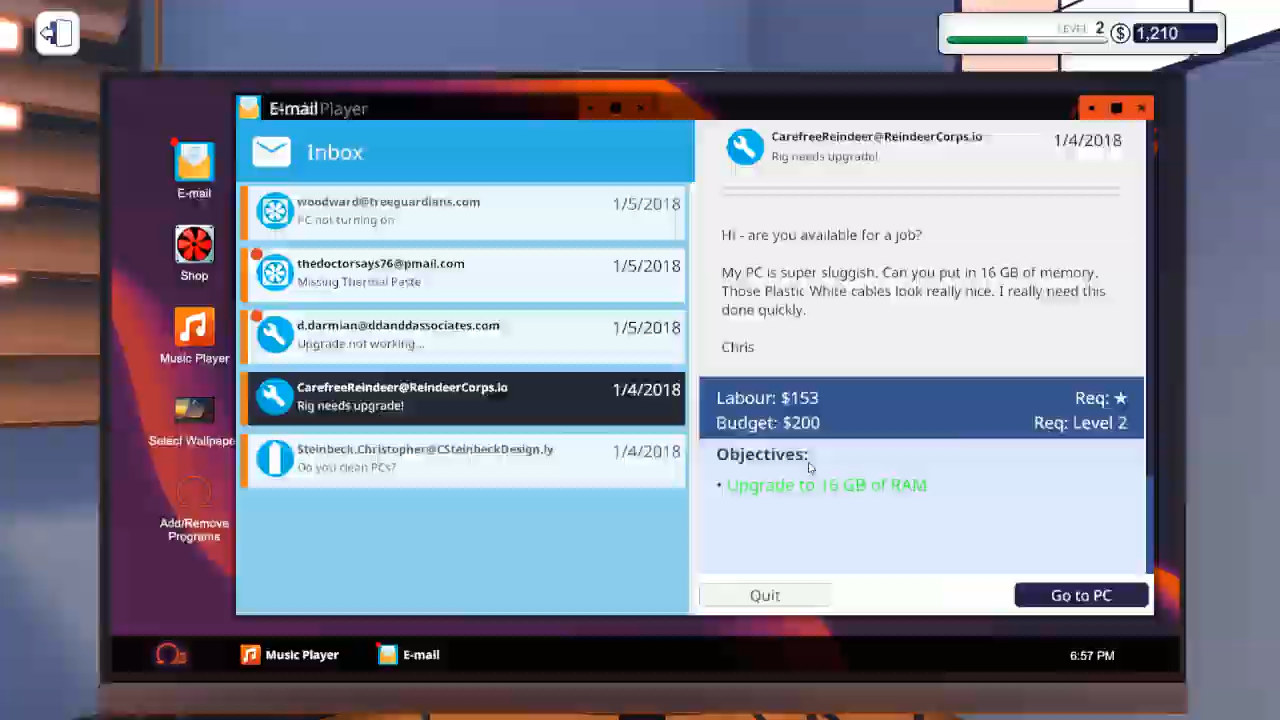 LEVEL 2
$ 1,210
E-mail Player
E-mail
Shop
Music Player
Select Wallpape
Add/Remove
Programs
Inbox
woodward@treeguardians.com 1/5/2018
PC not turning on
thedoctorsays76@pmail.com 1/5/2018
Missing Thermal Paste
d.darmian@ddanddassociates.com 1/5/2018
Upgrade not working...
CarefreeReindeer@ReindeerCorps.io 1/4/2018
Rig needs upgrade!
Steinbeck.Christopher@CSteinbeckDesign.ly 1/4/2018
Do you clean PCs?
CarefreeReindeer@ReindeerCorps.io 1/4/2018
Rig needs upgrade!
Hi - are you available for a job?
My PC is super sluggish. Can you put in 16 GB of memory.
Those Plastic White cables look really nice. I really need this
done quickly.
Chris
Labour: $153 Req: ★
Budget: $200 Req: Level 2
Objectives:
• Upgrade to 16 GB of RAM
Quit Go to PC
Music Player E-mail 6:57 PM